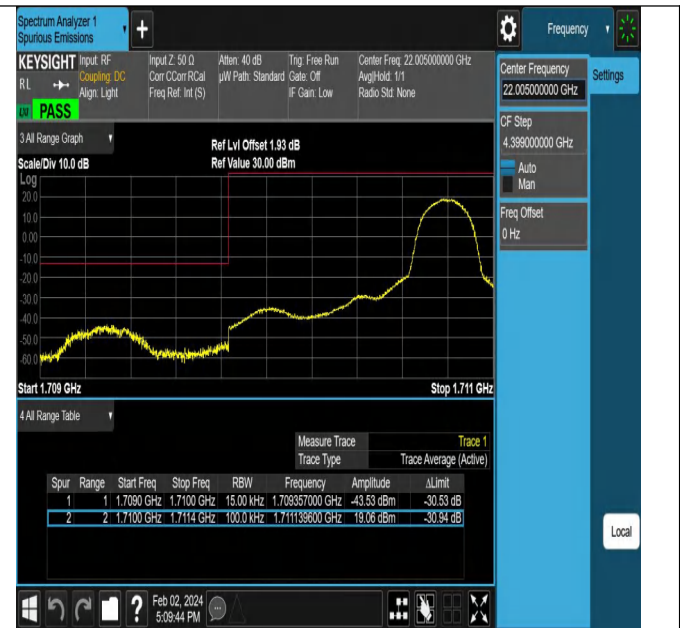 Spectrum Analyzer 1
Spurious Emissions
Frequency
KEYSIGHT Input: RF Input Z: 50 Ω Atten: 40 dB Trig: Free Run Center Freq: 22.005000000 GHz
RL Coupling: DC Corr CCorr RCal µW Path: Standard Gate: Off Avg|Hold: 1/1
Align: Light Freq Ref: Int (S) IF Gain: Low Radio Std: None
PASS
Center Frequency
22.005000000 GHz
Settings
CF Step
4.399000000 GHz
Auto
Man
Freq Offset
0 Hz
3 All Range Graph
Ref Lvl Offset 1.93 dB
Scale/Div 10.0 dB Ref Value 30.00 dBm
Log
20.0
10.0
0.00
-10.0
-20.0
-30.0
-40.0
-50.0
-60.0
Start 1.709 GHz Stop 1.711 GHz
4 All Range Table
Measure Trace Trace 1
Trace Type Trace Average (Active)
Spur Range Start Freq Stop Freq RBW Frequency Amplitude ΔLimit
1 1 1.7090 GHz 1.7100 GHz 15.00 kHz 1.709357000 GHz -43.53 dBm -30.53 dB
2 2 1.7100 GHz 1.7114 GHz 100.0 kHz 1.711139600 GHz 19.06 dBm -30.94 dB
Local
Feb 02, 2024
5:09:44 PM